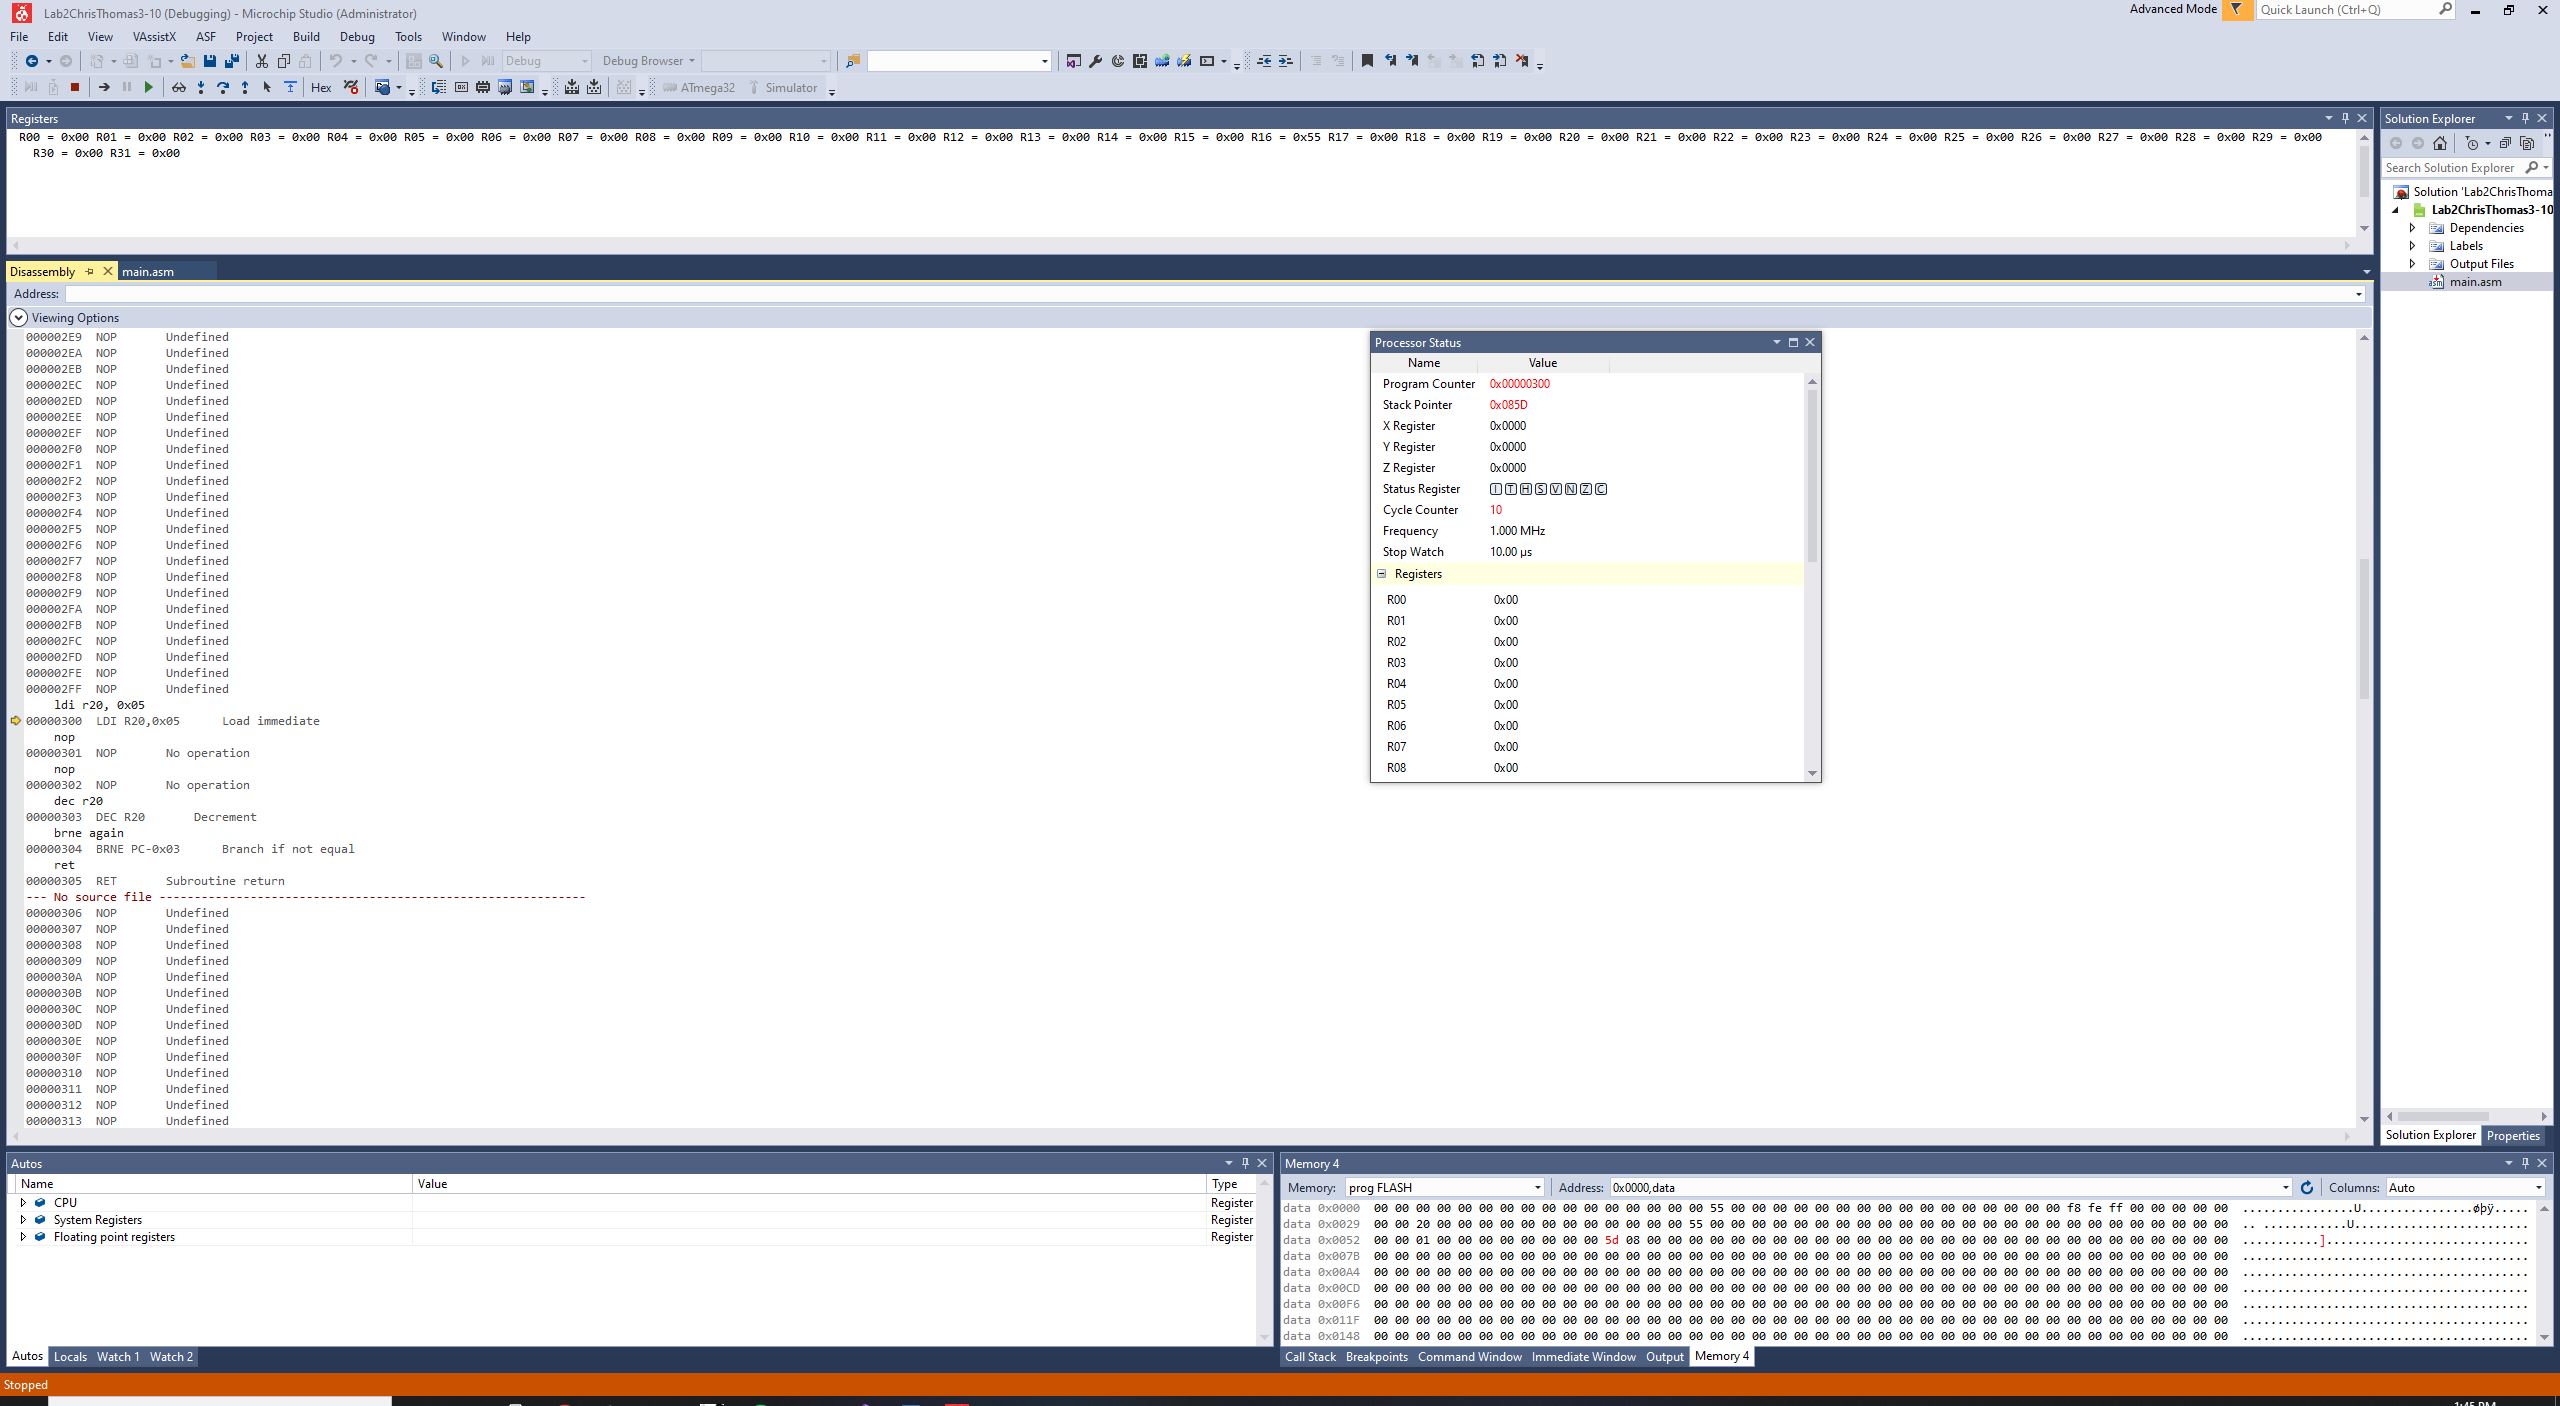 Lab2ChrisThomas3-10 (Debugging) - Microchip Studio (Administrator)
Advanced Mode
Quick Launch (Ctrl+Q)
File Edit View VAssistX ASF Project Build Debug Tools Window Help
Debug Debug Browser
Hex ATmega32 Simulator
Registers
R00 = 0x00 R01 = 0x00 R02 = 0x00 R03 = 0x00 R04 = 0x00 R05 = 0x00 R06 = 0x00 R07 = 0x00 R08 = 0x00 R09 = 0x00 R10 = 0x00 R11 = 0x00 R12 = 0x00 R13 = 0x00 R14 = 0x00 R15 = 0x00 R16 = 0x55 R17 = 0x00 R18 = 0x00 R19 = 0x00 R20 = 0x00 R21 = 0x00 R22 = 0x00 R23 = 0x00 R24 = 0x00 R25 = 0x00 R26 = 0x00 R27 = 0x00 R28 = 0x00 R29 = 0x00
R30 = 0x00 R31 = 0x00
Disassembly main.asm
Address:
Viewing Options
000002E9 NOP Undefined
000002EA NOP Undefined
000002EB NOP Undefined
000002EC NOP Undefined
000002ED NOP Undefined
000002EE NOP Undefined
000002EF NOP Undefined
000002F0 NOP Undefined
000002F1 NOP Undefined
000002F2 NOP Undefined
000002F3 NOP Undefined
000002F4 NOP Undefined
000002F5 NOP Undefined
000002F6 NOP Undefined
000002F7 NOP Undefined
000002F8 NOP Undefined
000002F9 NOP Undefined
000002FA NOP Undefined
000002FB NOP Undefined
000002FC NOP Undefined
000002FD NOP Undefined
000002FE NOP Undefined
000002FF NOP Undefined
ldi r20, 0x05
00000300 LDI R20,0x05 Load immediate
nop
00000301 NOP No operation
nop
00000302 NOP No operation
dec r20
00000303 DEC R20 Decrement
brne again
00000304 BRNE PC-0x03 Branch if not equal
ret
00000305 RET Subroutine return
--- No source file -------------------------------------------------------------
00000306 NOP Undefined
00000307 NOP Undefined
00000308 NOP Undefined
00000309 NOP Undefined
0000030A NOP Undefined
0000030B NOP Undefined
0000030C NOP Undefined
0000030D NOP Undefined
0000030E NOP Undefined
0000030F NOP Undefined
00000310 NOP Undefined
00000311 NOP Undefined
00000312 NOP Undefined
00000313 NOP Undefined
Processor Status
Name Value
Program Counter 0x00000300
Stack Pointer 0x085D
X Register 0x0000
Y Register 0x0000
Z Register 0x0000
Status Register I T H S V N Z C
Cycle Counter 10
Frequency 1.000 MHz
Stop Watch 10.00 µs
Registers
R00 0x00
R01 0x00
R02 0x00
R03 0x00
R04 0x00
R05 0x00
R06 0x00
R07 0x00
R08 0x00
Solution Explorer
Search Solution Explorer
Solution 'Lab2ChrisThoma
Lab2ChrisThomas3-10
Dependencies
Labels
Output Files
main.asm
Solution Explorer Properties
Autos
Name Value Type
CPU Register
System Registers Register
Floating point registers Register
Autos Locals Watch 1 Watch 2
Memory 4
Memory: prog FLASH Address: 0x0000,data Columns: Auto
data 0x0000 00 00 00 00 00 00 00 00 00 00 00 00 00 00 00 00 55 00 00 00 00 00 00 00 00 00 00 00 00 00 00 00 00 f8 fe ff 00 00 00 00 00 ................U................øþÿ.....
data 0x0029 00 00 20 00 00 00 00 00 00 00 00 00 00 00 00 55 00 00 00 00 00 00 00 00 00 00 00 00 00 00 00 00 00 00 00 00 00 00 00 00 00 .. ............U.........................
data 0x0052 00 00 01 00 00 00 00 00 00 00 00 5d 08 00 00 00 00 00 00 00 00 00 00 00 00 00 00 00 00 00 00 00 00 00 00 00 00 00 00 00 00 ...........].............................
data 0x007B 00 00 00 00 00 00 00 00 00 00 00 00 00 00 00 00 00 00 00 00 00 00 00 00 00 00 00 00 00 00 00 00 00 00 00 00 00 00 00 00 00 .........................................
data 0x00A4 00 00 00 00 00 00 00 00 00 00 00 00 00 00 00 00 00 00 00 00 00 00 00 00 00 00 00 00 00 00 00 00 00 00 00 00 00 00 00 00 00 .........................................
data 0x00CD 00 00 00 00 00 00 00 00 00 00 00 00 00 00 00 00 00 00 00 00 00 00 00 00 00 00 00 00 00 00 00 00 00 00 00 00 00 00 00 00 00 .........................................
data 0x00F6 00 00 00 00 00 00 00 00 00 00 00 00 00 00 00 00 00 00 00 00 00 00 00 00 00 00 00 00 00 00 00 00 00 00 00 00 00 00 00 00 00 .........................................
data 0x011F 00 00 00 00 00 00 00 00 00 00 00 00 00 00 00 00 00 00 00 00 00 00 00 00 00 00 00 00 00 00 00 00 00 00 00 00 00 00 00 00 00 .........................................
data 0x0148 00 00 00 00 00 00 00 00 00 00 00 00 00 00 00 00 00 00 00 00 00 00 00 00 00 00 00 00 00 00 00 00 00 00 00 00 00 00 00 00 00 .........................................
Call Stack Breakpoints Command Window Immediate Window Output Memory 4
Stopped